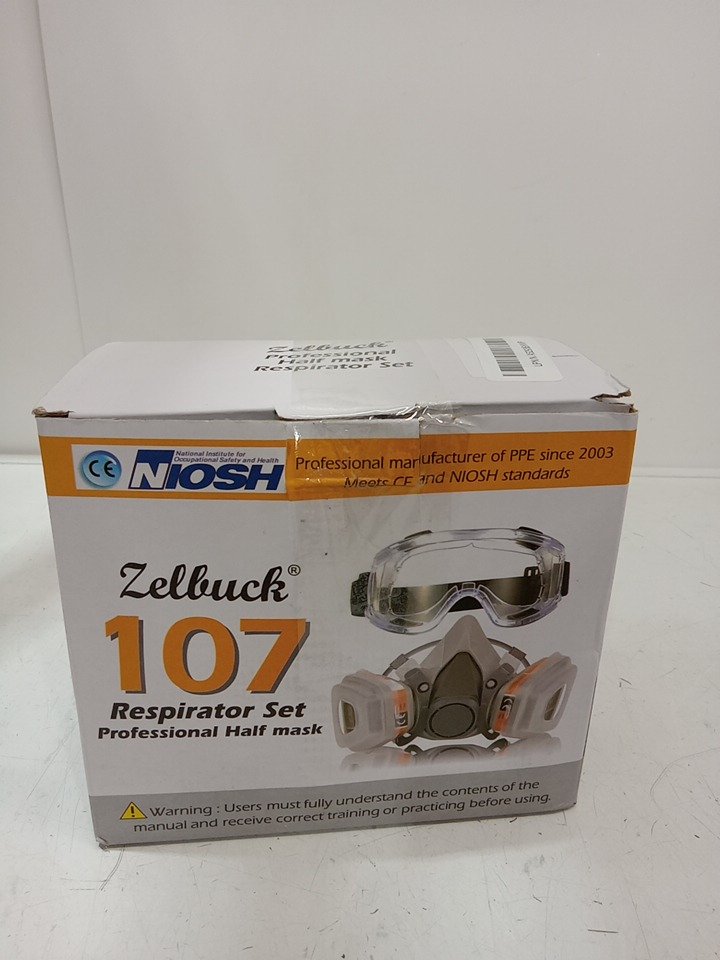 Zelbuck
Professional
Half mask
Respirator Set
CE
National Institute for
Occupational Safety and Health
NIOSH
Professional manufacturer of PPE since 2003
Meets CE and NIOSH standards
Zelbuck®
107
Respirator Set
Professional Half mask
Warning : Users must fully understand the contents of the
manual and receive correct training or practicing before using.